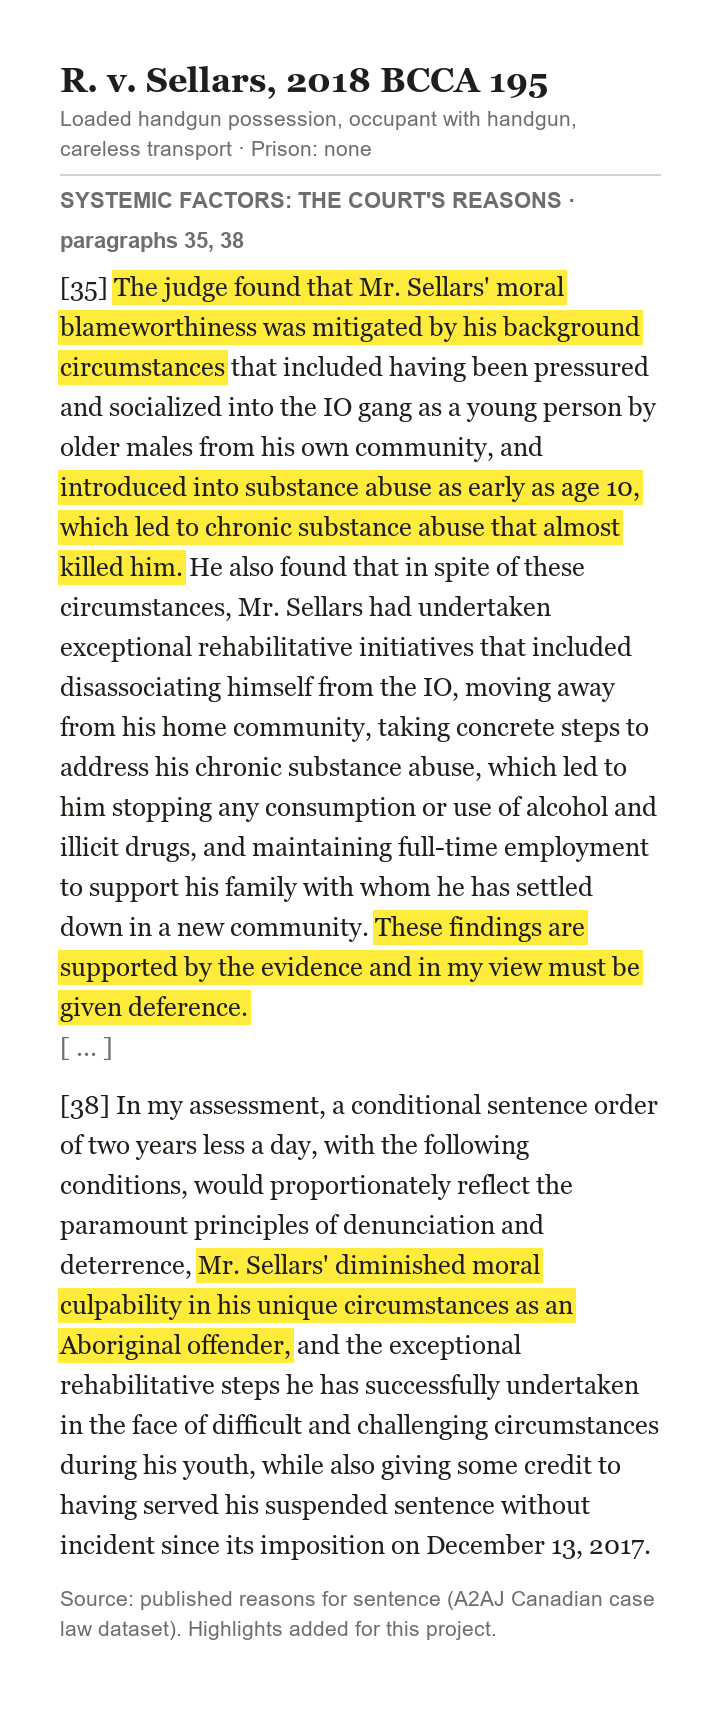 R. v. Sellars, 2018 BCCA 195
Loaded handgun possession, occupant with handgun,
careless transport · Prison: none
SYSTEMIC FACTORS: THE COURT'S REASONS ·
paragraphs 35, 38
[35] The judge found that Mr. Sellars' moral
blameworthiness was mitigated by his background
circumstances that included having been pressured
and socialized into the IO gang as a young person by
older males from his own community, and
introduced into substance abuse as early as age 10,
which led to chronic substance abuse that almost
killed him. He also found that in spite of these
circumstances, Mr. Sellars had undertaken
exceptional rehabilitative initiatives that included
disassociating himself from the IO, moving away
from his home community, taking concrete steps to
address his chronic substance abuse, which led to
him stopping any consumption or use of alcohol and
illicit drugs, and maintaining full-time employment
to support his family with whom he has settled
down in a new community. These findings are
supported by the evidence and in my view must be
given deference.
[ ... ]
[38] In my assessment, a conditional sentence order
of two years less a day, with the following
conditions, would proportionately reflect the
paramount principles of denunciation and
deterrence, Mr. Sellars' diminished moral
culpability in his unique circumstances as an
Aboriginal offender, and the exceptional
rehabilitative steps he has successfully undertaken
in the face of difficult and challenging circumstances
during his youth, while also giving some credit to
having served his suspended sentence without
incident since its imposition on December 13, 2017.
Source: published reasons for sentence (A2AJ Canadian case
law dataset). Highlights added for this project.